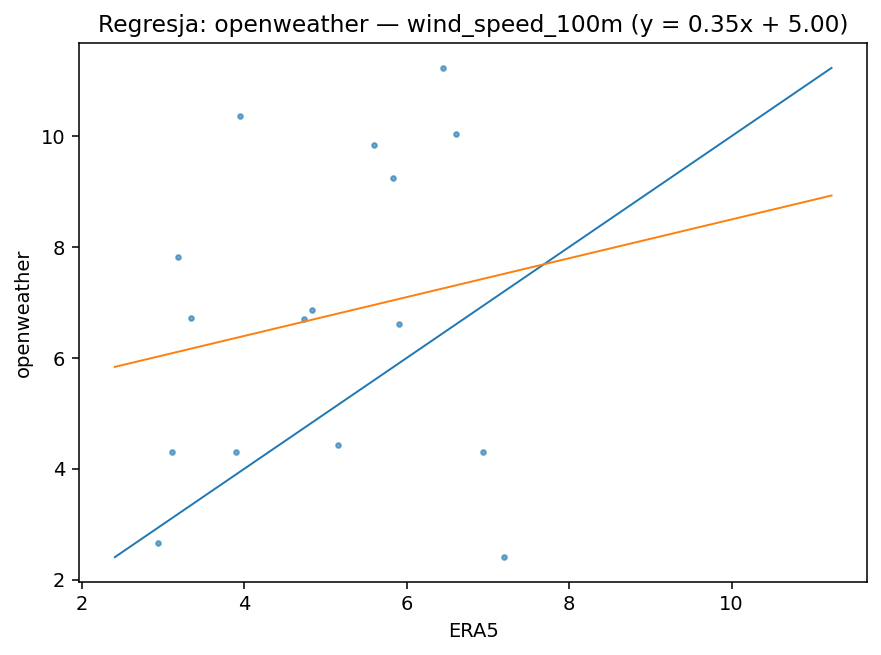 Regresja: openweather — wind_speed_100m (y = 0.35x + 5.00)
openweather
10
8
6
4
2
2 4 6 8 10
ERA5